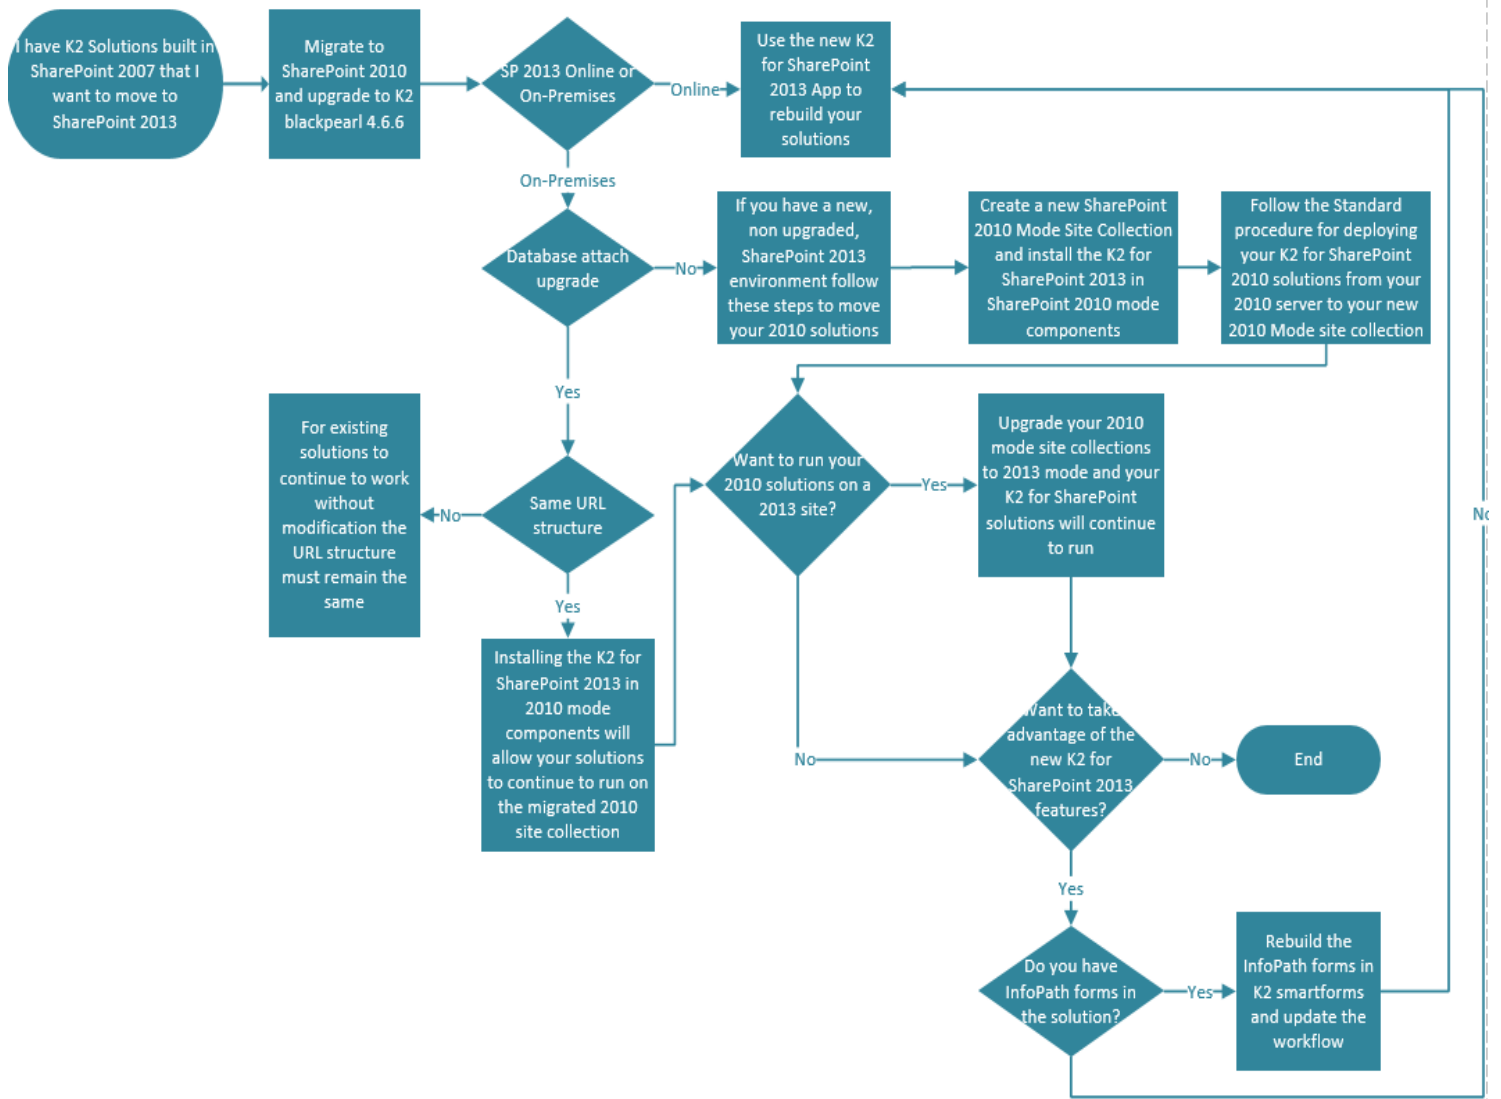 I have K2 Solutions built in
SharePoint 2007 that I
want to move to
SharePoint 2013
Migrate to
SharePoint 2010
and upgrade to K2
blackpearl 4.6.6
SP 2013 Online or
On-Premises
Online
Use the new K2
for SharePoint
2013 App to
rebuild your
solutions
On-Premises
Database attach
upgrade
No
If you have a new,
non upgraded,
SharePoint 2013
environment follow
these steps to move
your 2010 solutions
Create a new SharePoint
2010 Mode Site Collection
and install the K2 for
SharePoint 2013 in
SharePoint 2010 mode
components
Follow the Standard
procedure for deploying
your K2 for SharePoint
2010 solutions from your
2010 server to your new
2010 Mode site collection
Yes
For existing
solutions to
continue to work
without
modification the
URL structure
must remain the
same
No
Same URL
structure
Want to run your
2010 solutions on a
2013 site?
Yes
Upgrade your 2010
mode site collections
to 2013 mode and your
K2 for SharePoint
solutions will continue
to run
No
Yes
Installing the K2 for
SharePoint 2013 in
2010 mode
components will
allow your solutions
to continue to run on
the migrated 2010
site collection
No
Want to take
advantage of the
new K2 for
SharePoint 2013
features?
No
End
Yes
Do you have
InfoPath forms in
the solution?
Yes
Rebuild the
InfoPath forms in
K2 smartforms
and update the
workflow